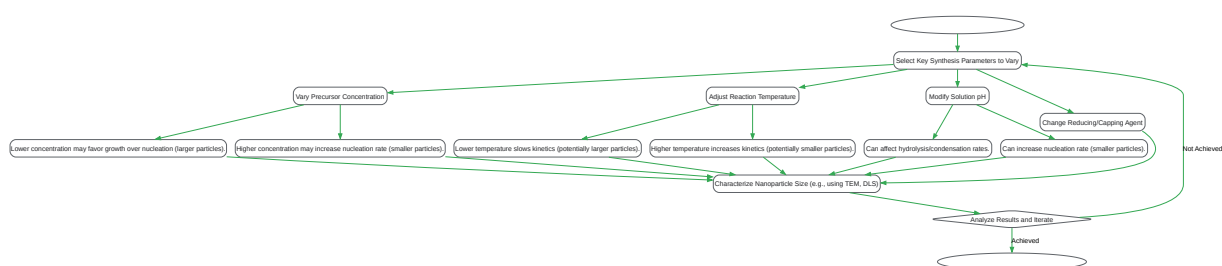 Select Key Synthesis Parameters to Vary
Vary Precursor Concentration
Adjust Reaction Temperature
Modify Solution pH
Change Reducing/Capping Agent
Lower concentration may favor growth over nucleation (larger particles).
Higher concentration may increase nucleation rate (smaller particles).
Lower temperature slows kinetics (potentially larger particles).
Higher temperature increases kinetics (potentially smaller particles).
Can affect hydrolysis/condensation rates.
Can increase nucleation rate (smaller particles).
Not Achieved
Characterize Nanoparticle Size (e.g., using TEM, DLS)
Analyze Results and Iterate
Achieved